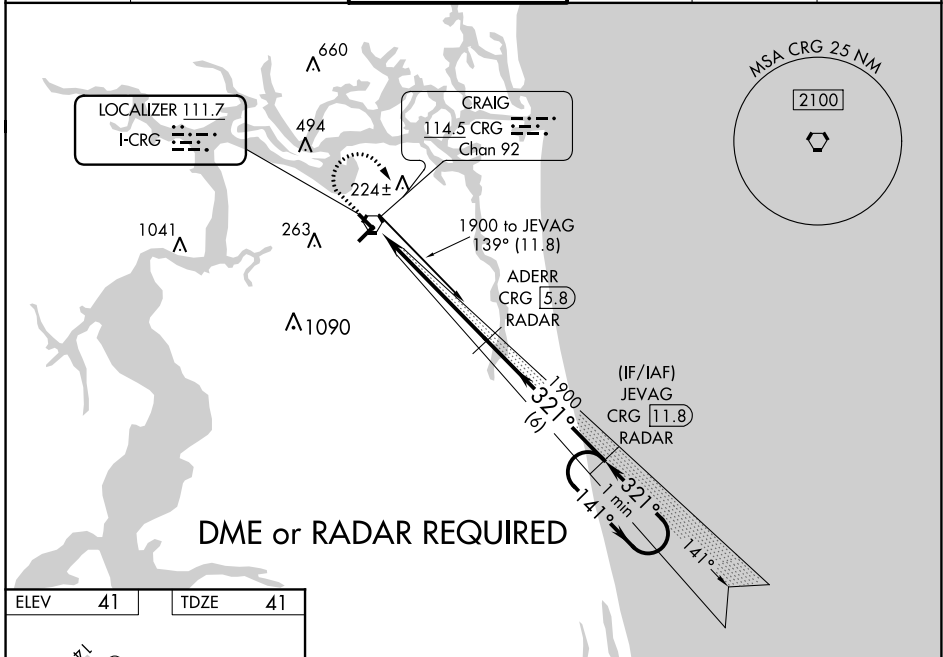 660
MSA CRG 25 NM
2100
LOCALIZER 111.7
I-CRG
CRAIG
114.5 CRG
Chan 92
494
224±
1041
263
1900 to JEVAG
139° (11.8)
ADERR
CRG 5.8
RADAR
1090
1900
321°
(6)
(IF/IAF)
JEVAG
CRG 11.8
RADAR
321°
1 min
141°
141°
DME or RADAR REQUIRED
ELEV 41
TDZE 41